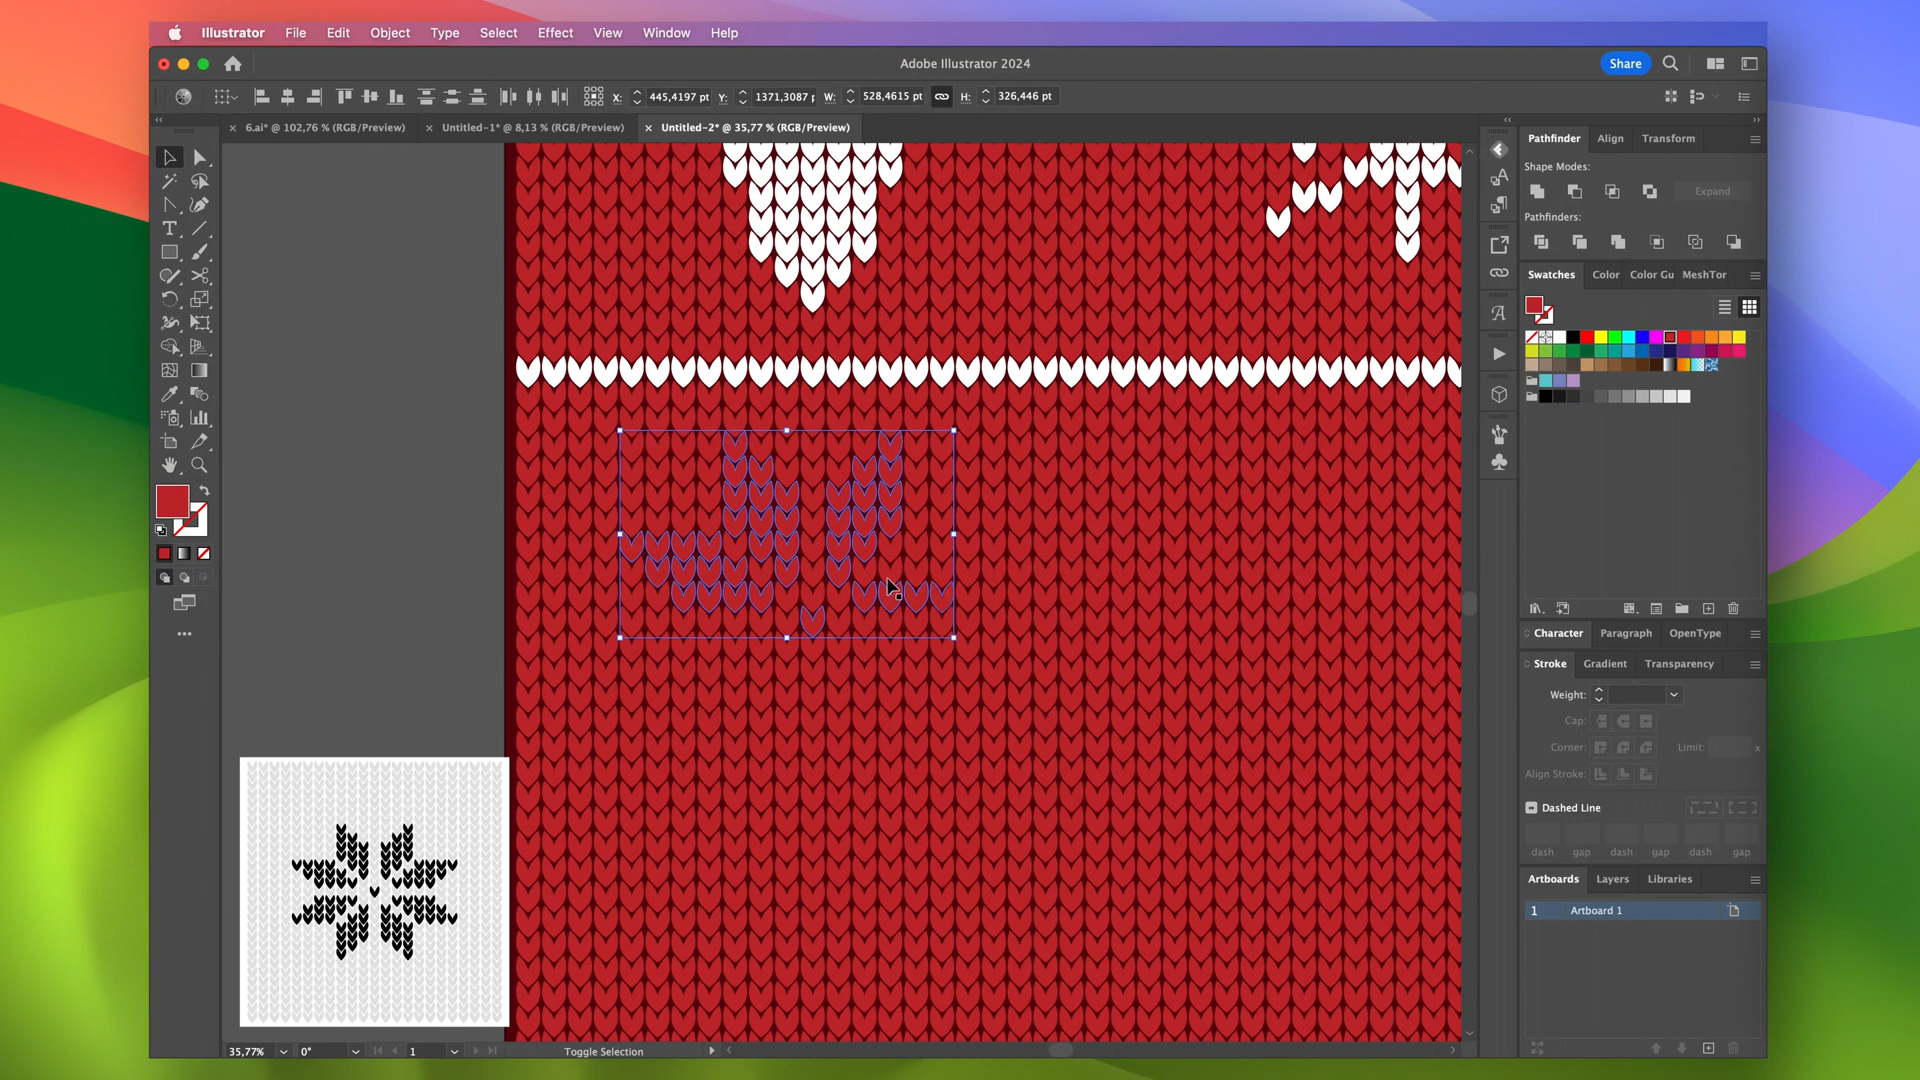 Illustrator File Edit Object Type Select Effect View Window Help
Adobe Illustrator 2024
Share
X: 445,4197 pt Y: 1371,3087 p W: 528,4615 pt H: 326,446 pt
6.ai* @ 102,76 % (RGB/Preview) Untitled-1* @ 8,13 % (RGB/Preview) Untitled-2* @ 35,77 % (RGB/Preview)
Pathfinder Align Transform
Shape Modes:
Expand
Pathfinders:
Swatches Color Color Gu MeshTor
Character Paragraph OpenType
Stroke Gradient Transparency
Weight:
Cap:
Corner: Limit: x
Align Stroke:
Dashed Line
dash gap dash gap dash gap
Artboards Layers Libraries
1 Artboard 1
35,77% 0° 1 Toggle Selection